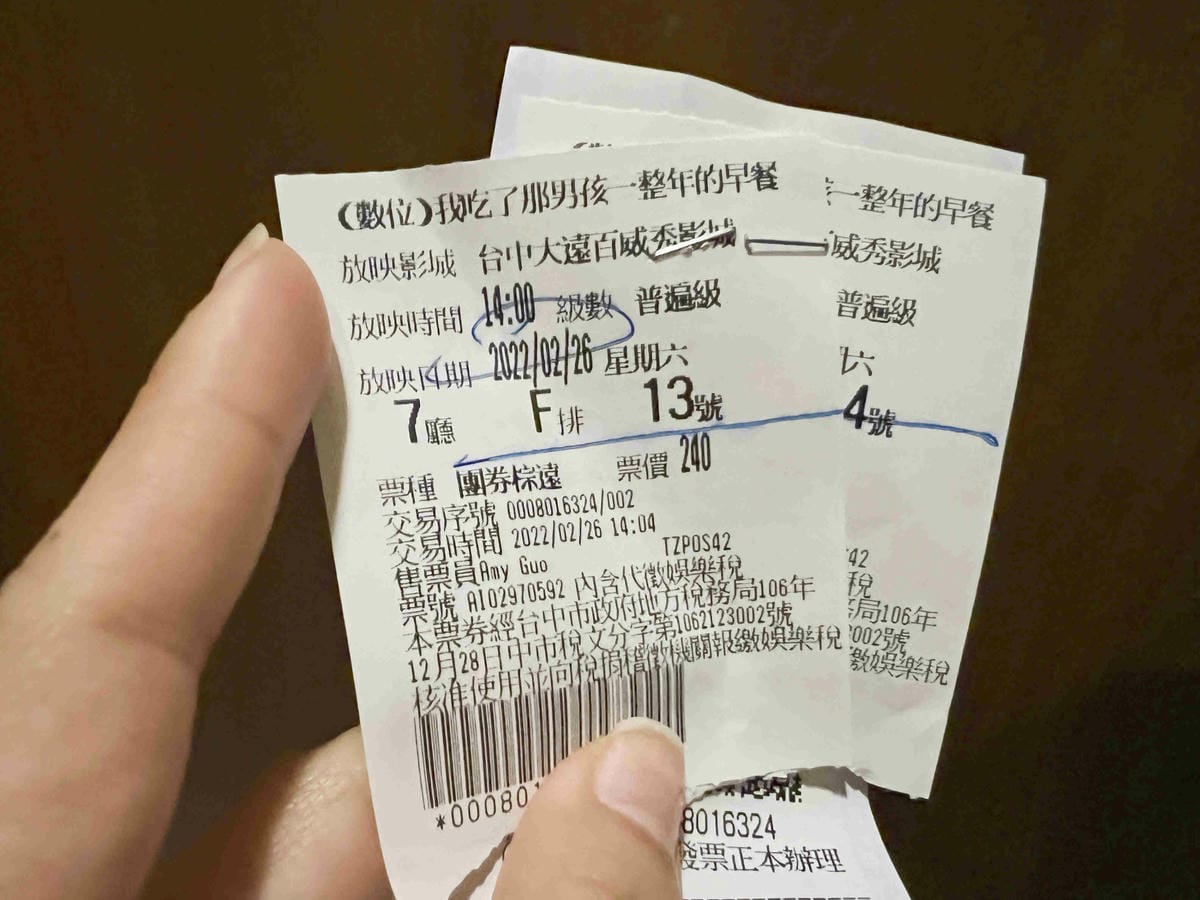 (數位)我吃了那男孩一整年的早餐
放映影城 台中大遠百威秀影城
放映時間 14:00 級數 普遍級
放映日期 2022/02/26 星期六
7廳 F排 13號
票種 團券棕遠 票價 240
交易序號 0008016324/002
交易時間 2022/02/26 14:04
售票員Amy Guo TZPOS42
票號 AI02970592 內含代徵娛樂稅
本票券經台中市政府地方稅務局106年
12月28日中市稅文分字第1062123002號
核准使用並向稅捐稽徵機關報繳娛樂稅
*00080
一整年的早餐
威秀影城
普遍級
六
4號
42
稅
局106年
3002號
繳娛樂稅
8016324
發票正本辦理